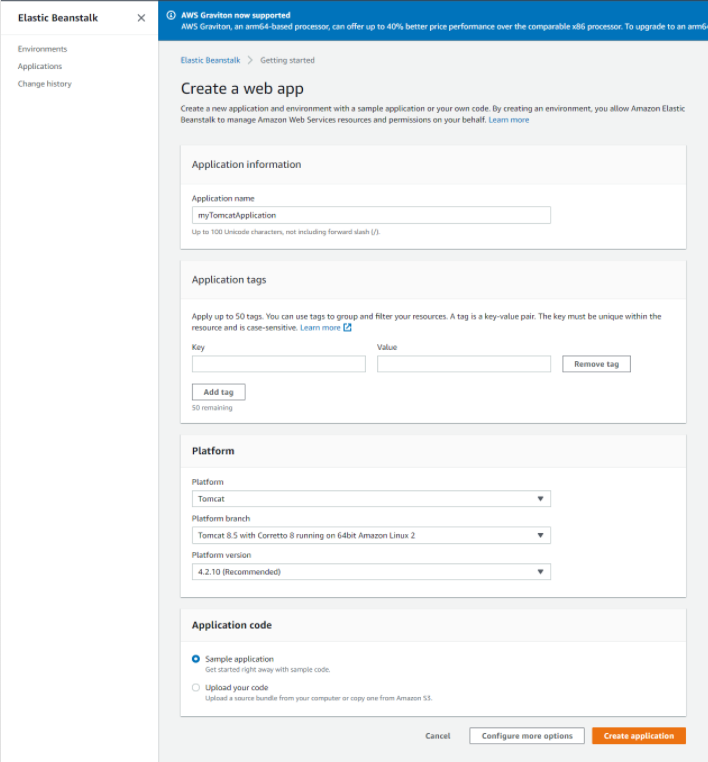 Elastic Beanstalk
Environments
Applications
Change history
AWS Graviton now supported
AWS Graviton, an arm64-based processor, can offer up to 40% better price performance over the comparable x86 processor. To upgrade to an arm6
Elastic Beanstalk > Getting started
Create a web app
Create a new application and environment with a sample application or your own code. By creating an environment, you allow Amazon Elastic
Beanstalk to manage Amazon Web Services resources and permissions on your behalf. Learn more
Application information
Application name
myTomcatApplication
Up to 100 Unicode characters, not including forward slash (/).
Application tags
Apply up to 50 tags. You can use tags to group and filter your resources. A tag is a key-value pair. The key must be unique within the
resource and is case-sensitive. Learn more
Key Value
Remove tag
Add tag
50 remaining
Platform
Platform
Tomcat
Platform branch
Tomcat 8.5 with Corretto 8 running on 64bit Amazon Linux 2
Platform version
4.2.10 (Recommended)
Application code
Sample application
Get started right away with sample code.
Upload your code
Upload a source bundle from your computer or copy one from Amazon S3.
Cancel Configure more options Create application